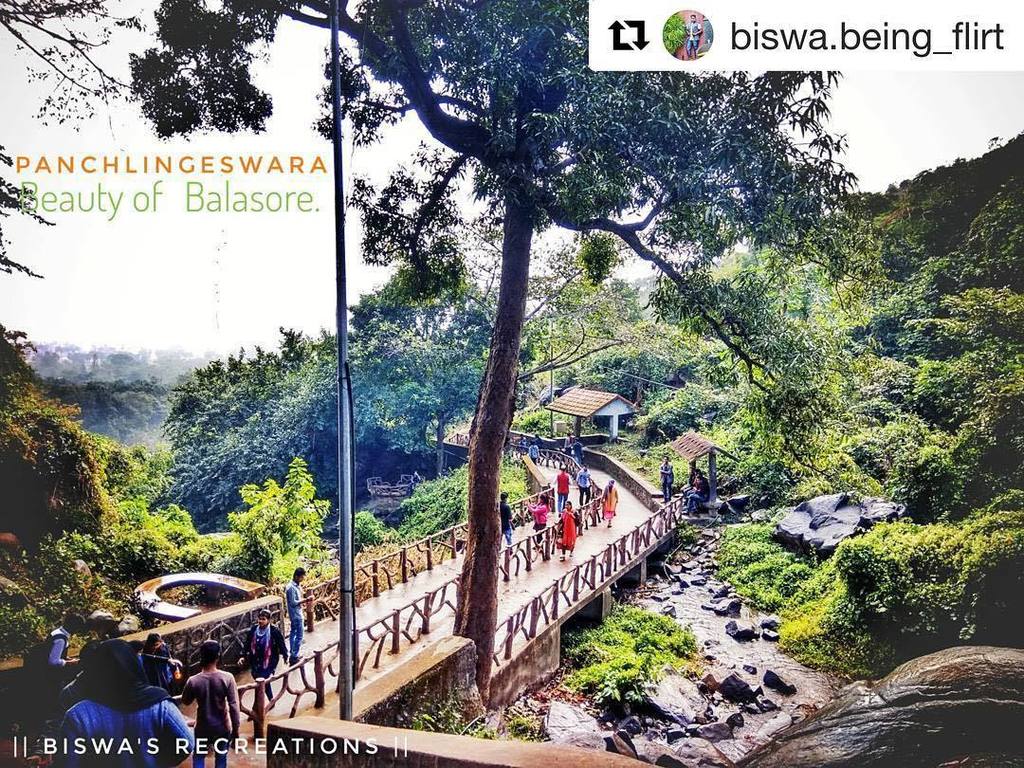 biswa.being_flirt
PANCHLINGESWARA
Beauty of Balasore.
|| BISWA'S RECREATIONS ||